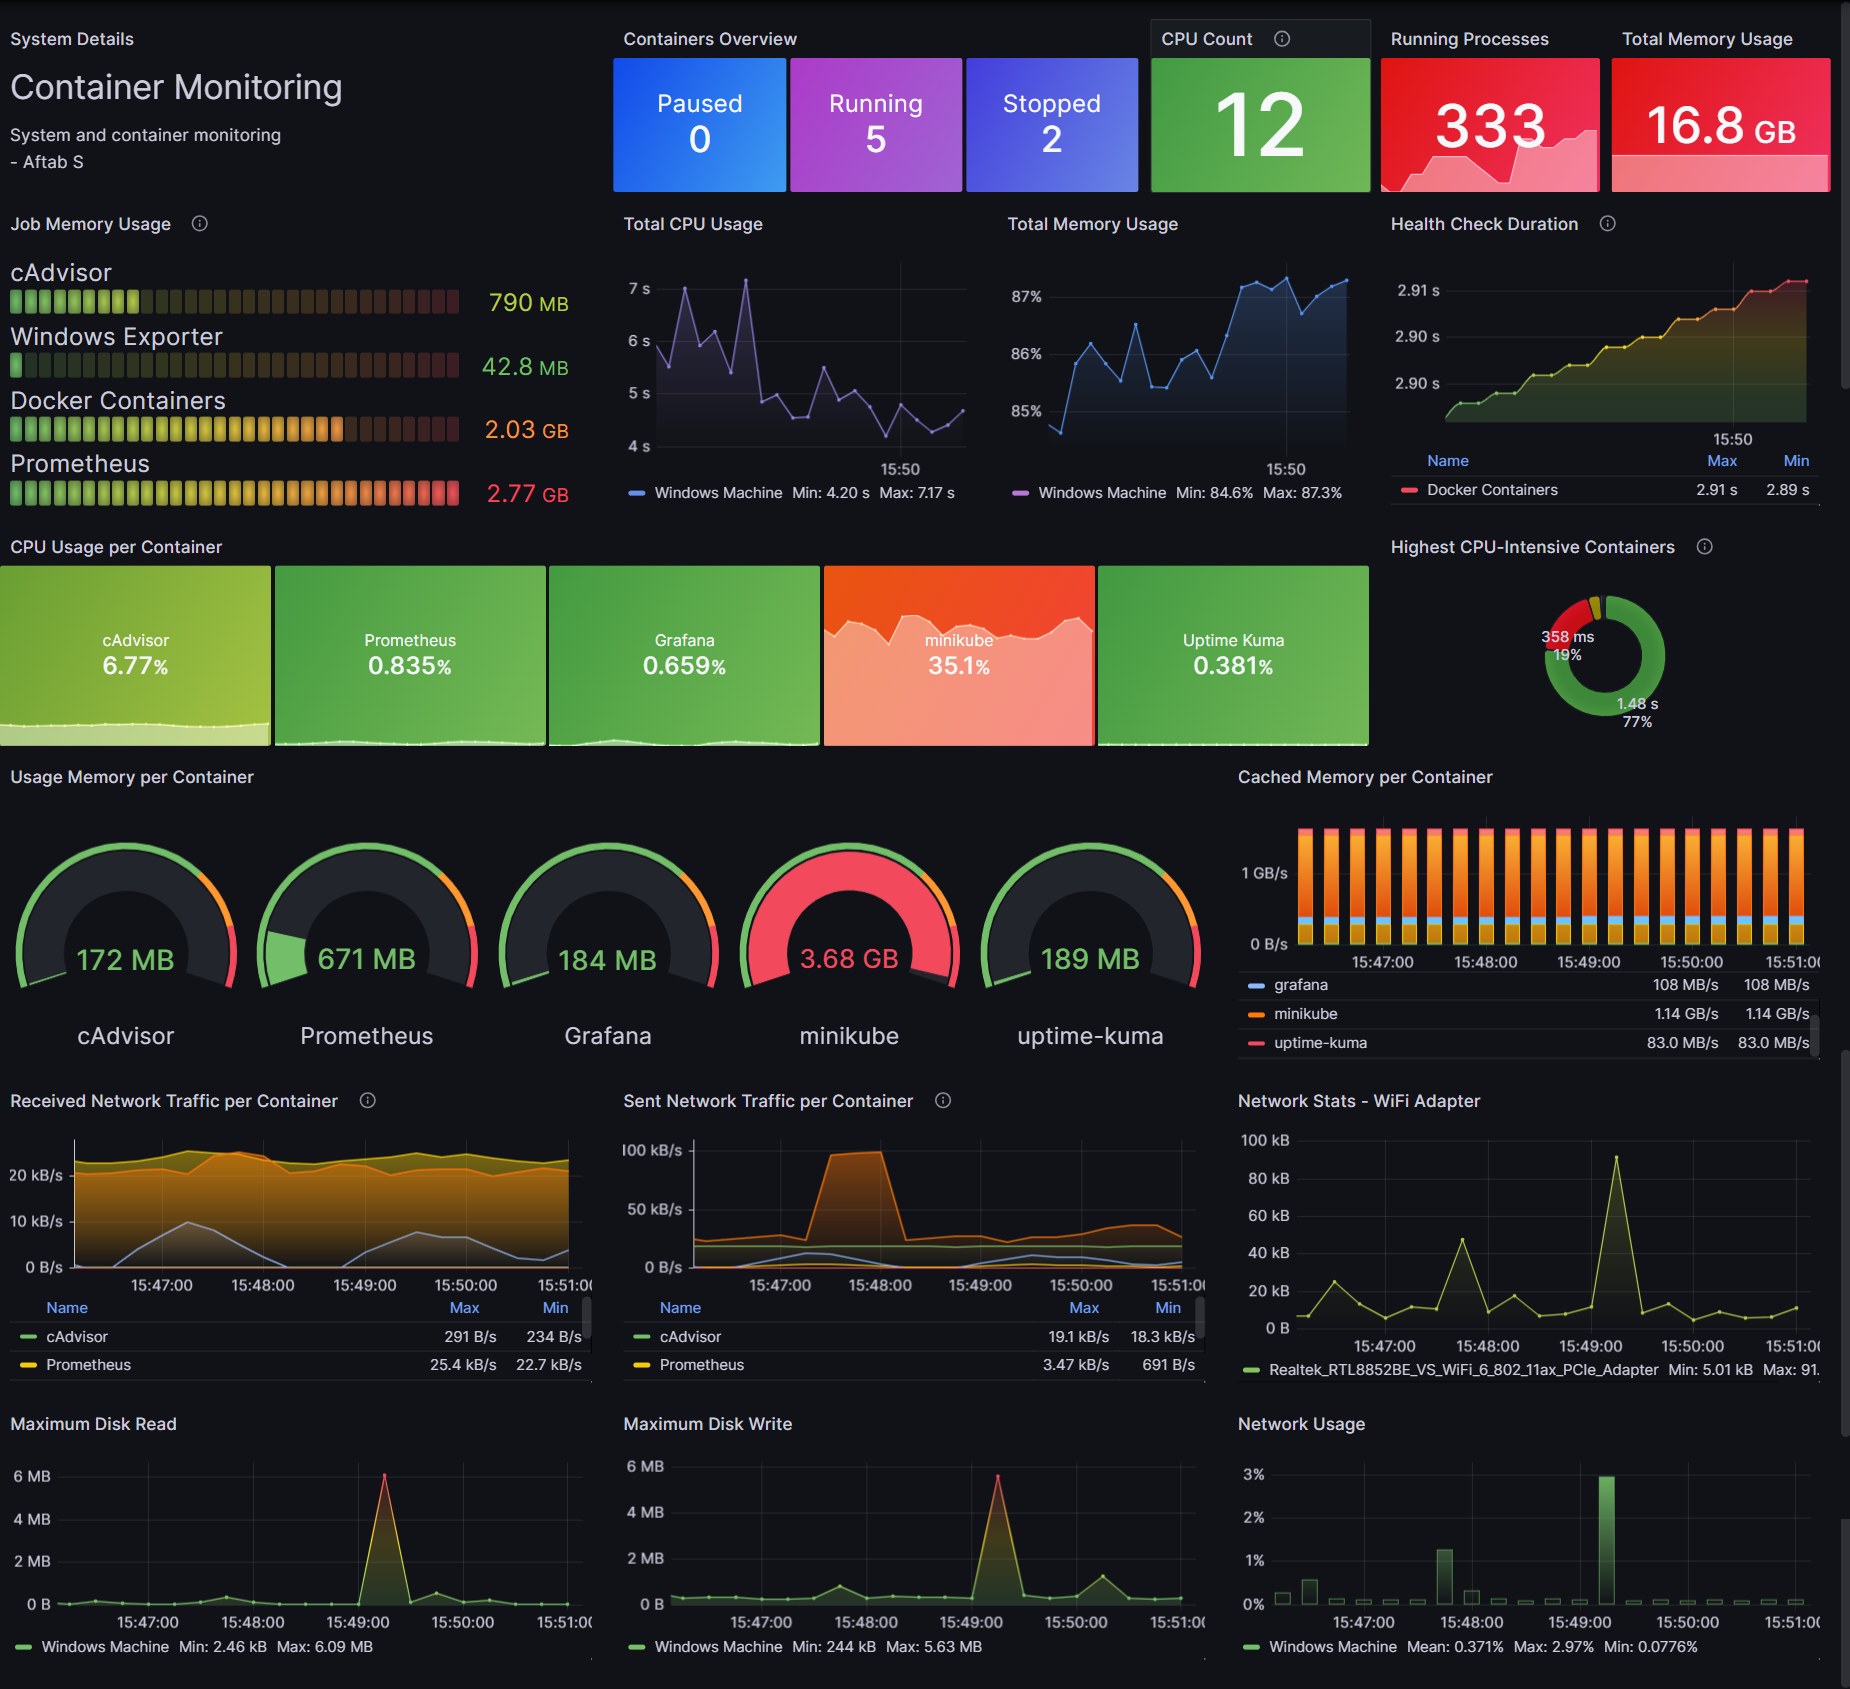 System Details
Container Monitoring
System and container monitoring
- Aftab S
Containers Overview
Paused
0
Running
5
Stopped
2
CPU Count
12
Running Processes
333
Total Memory Usage
16.8 GB
Job Memory Usage
cAdvisor
790 MB
Windows Exporter
42.8 MB
Docker Containers
2.03 GB
Prometheus
2.77 GB
Total CPU Usage
7 s
6 s
5 s
4 s
15:50
Windows Machine Min: 4.20 s Max: 7.17 s
Total Memory Usage
87%
86%
85%
15:50
Windows Machine Min: 84.6% Max: 87.3%
Health Check Duration
2.91 s
2.90 s
2.90 s
15:50
Name Max Min
Docker Containers 2.91 s 2.89 s
CPU Usage per Container
cAdvisor
6.77%
Prometheus
0.835%
Grafana
0.659%
minikube
35.1%
Uptime Kuma
0.381%
Highest CPU-Intensive Containers
358 ms
19%
1.48 s
77%
Usage Memory per Container
172 MB
cAdvisor
671 MB
Prometheus
184 MB
Grafana
3.68 GB
minikube
189 MB
uptime-kuma
Cached Memory per Container
1 GB/s
0 B/s
15:47:00 15:48:00 15:49:00 15:50:00 15:51:00
grafana 108 MB/s 108 MB/s
minikube 1.14 GB/s 1.14 GB/s
uptime-kuma 83.0 MB/s 83.0 MB/s
Received Network Traffic per Container
20 kB/s
10 kB/s
0 B/s
15:47:00 15:48:00 15:49:00 15:50:00 15:51:00
Name Max Min
cAdvisor 291 B/s 234 B/s
Prometheus 25.4 kB/s 22.7 kB/s
Sent Network Traffic per Container
100 kB/s
50 kB/s
0 B/s
15:47:00 15:48:00 15:49:00 15:50:00 15:51:00
Name Max Min
cAdvisor 19.1 kB/s 18.3 kB/s
Prometheus 3.47 kB/s 691 B/s
Network Stats - WiFi Adapter
100 kB
80 kB
60 kB
40 kB
20 kB
0 B
15:47:00 15:48:00 15:49:00 15:50:00 15:51:00
Realtek_RTL8852BE_VS_WiFi_6_802_11ax_PCIe_Adapter Min: 5.01 kB Max: 91.
Maximum Disk Read
6 MB
4 MB
2 MB
0 B
15:47:00 15:48:00 15:49:00 15:50:00 15:51:00
Windows Machine Min: 2.46 kB Max: 6.09 MB
Maximum Disk Write
6 MB
4 MB
2 MB
0 B
15:47:00 15:48:00 15:49:00 15:50:00 15:51:00
Windows Machine Min: 244 kB Max: 5.63 MB
Network Usage
3%
2%
1%
0%
15:47:00 15:48:00 15:49:00 15:50:00 15:51:00
Windows Machine Mean: 0.371% Max: 2.97% Min: 0.0776%